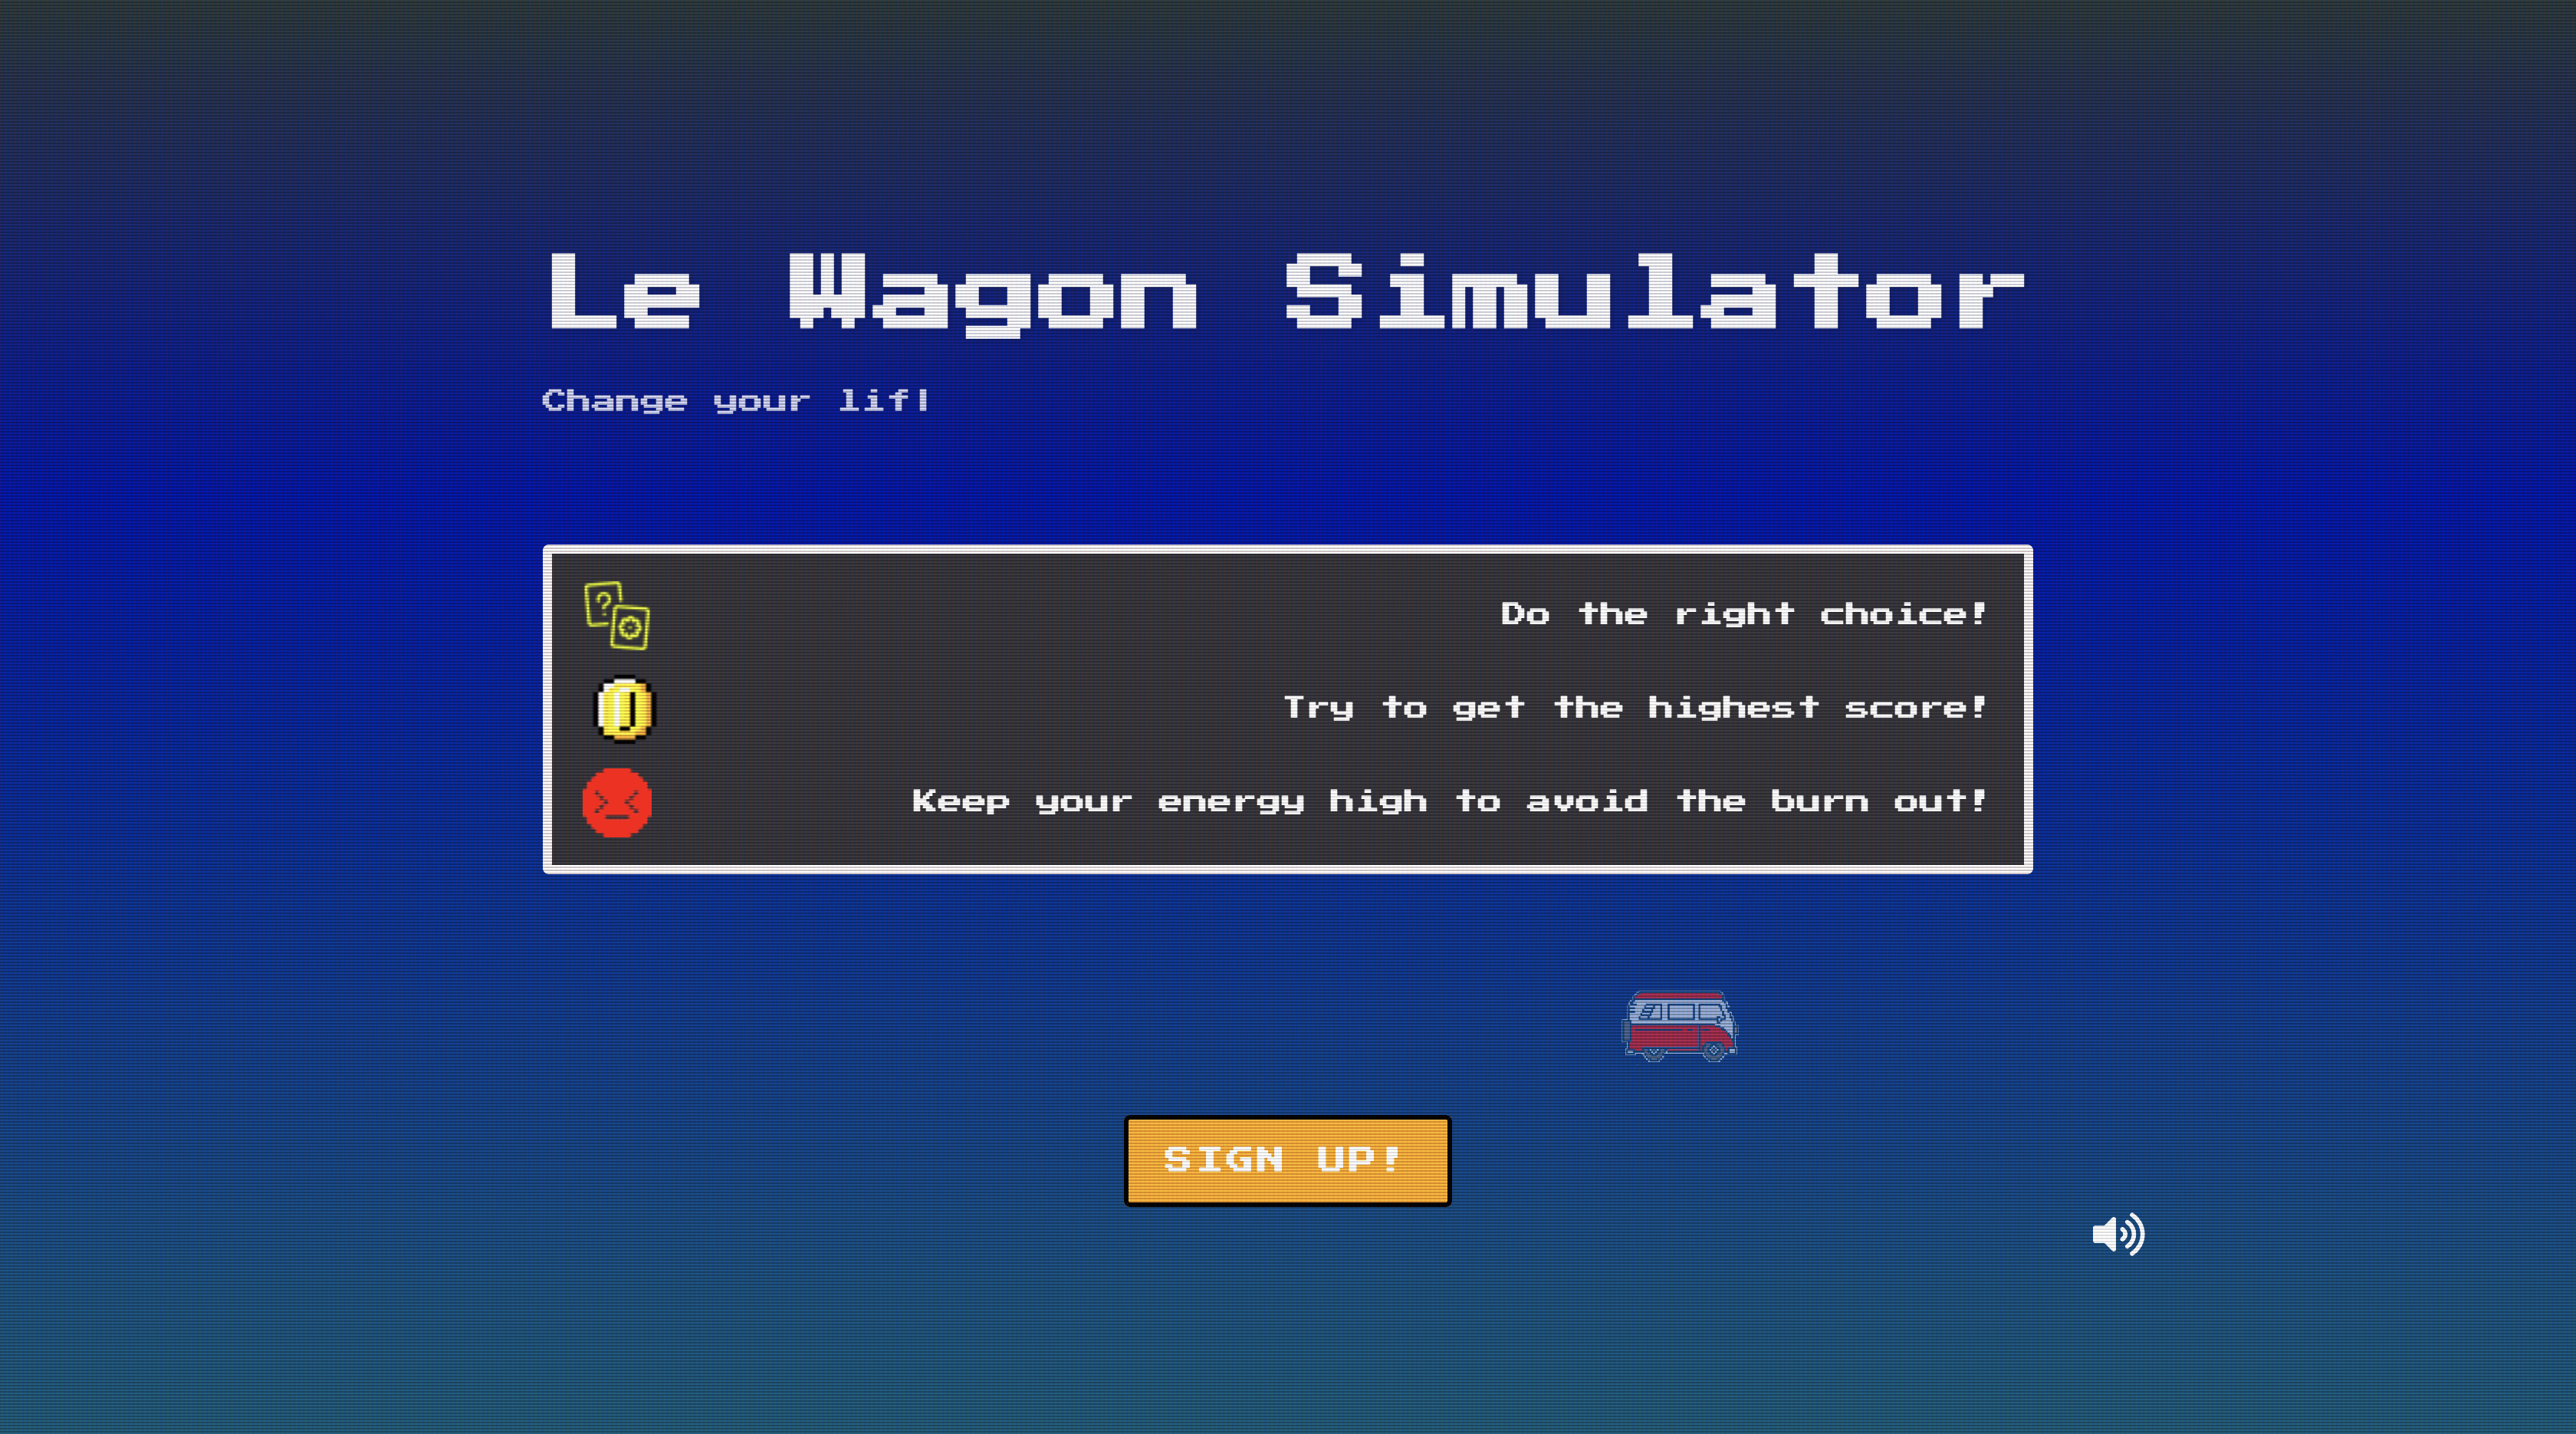 Le Wagon Simulator
Change your lif|
Do the right choice!
Try to get the highest score!
Keep your energy high to avoid the burn out!
SIGN UP!